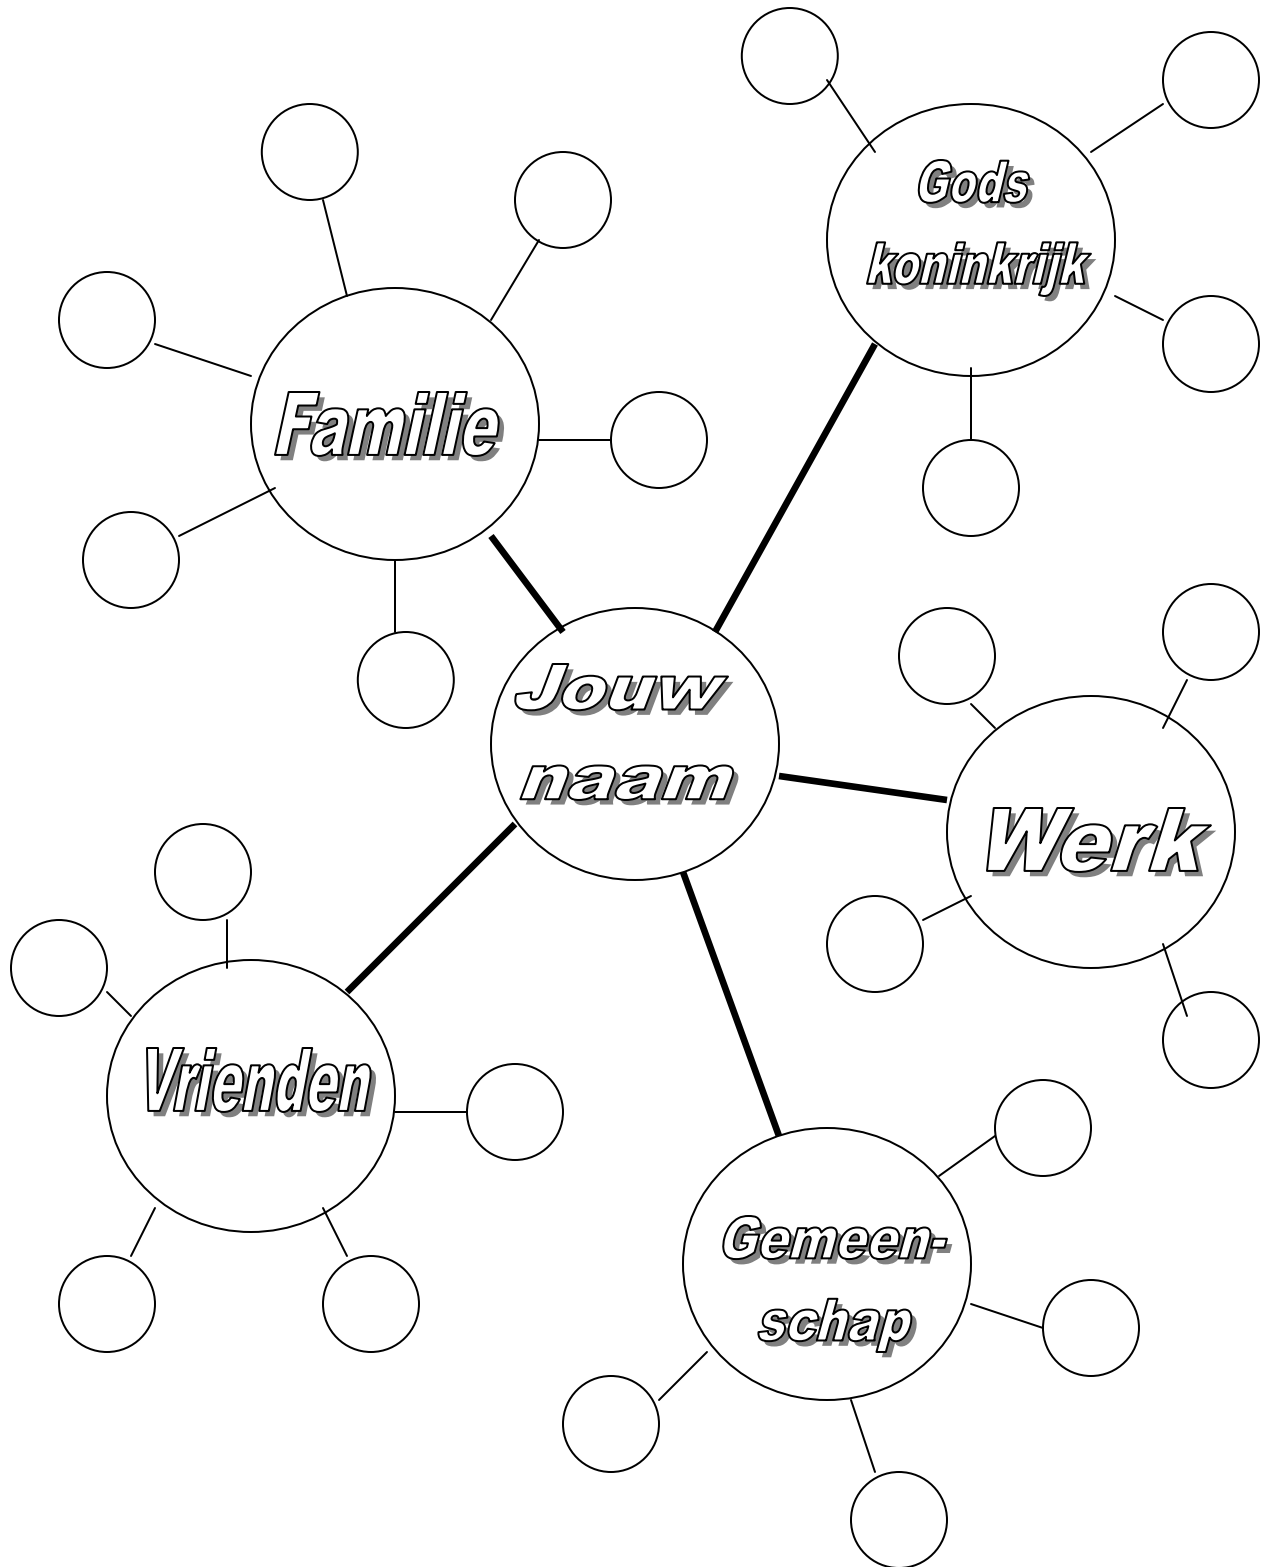 Gods
koninkrijk
Familie
Jouw
naam
Werk
Vrienden
Gemeen-
schap